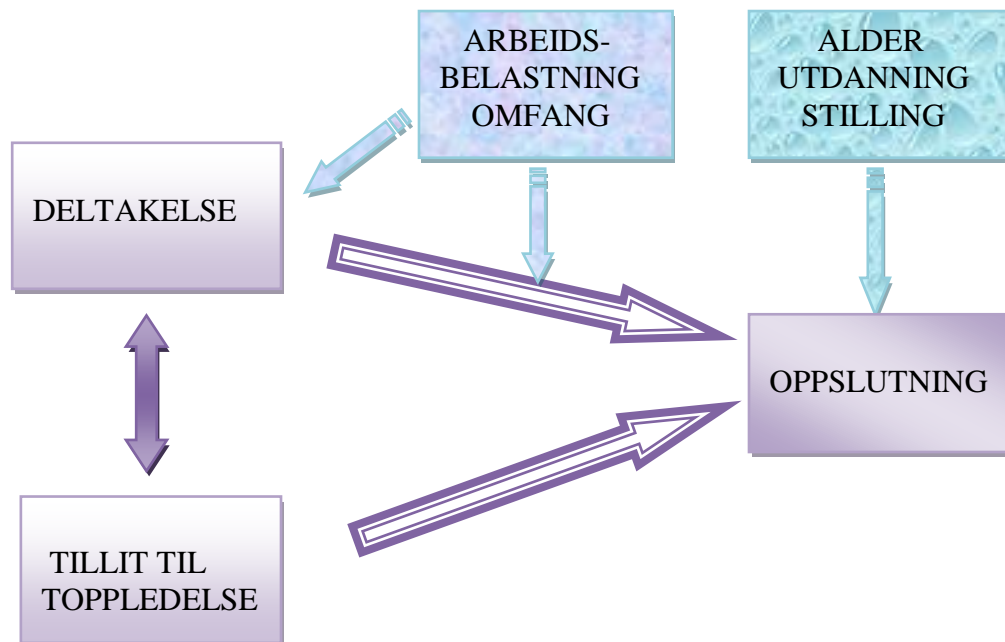 ARBEIDS-
BELASTNING
OMFANG
ALDER
UTDANNING
STILLING
DELTAKELSE
OPPSLUTNING
TILLIT TIL
TOPPLEDELSE